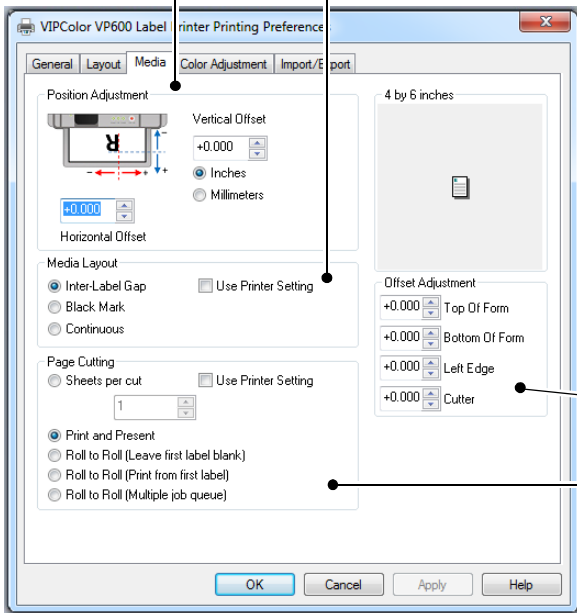 VIPColor VP600 Label Printer Printing Preferences
General Layout Media Color Adjustment Import/Export
Position Adjustment
R
Vertical Offset
+0.000
Inches
Millimeters
+0.000
Horizontal Offset
4 by 6 inches
Media Layout
Inter-Label Gap
Use Printer Setting
Black Mark
Continuous
Offset Adjustment
+0.000 Top Of Form
+0.000 Bottom Of Form
+0.000 Left Edge
+0.000 Cutter
Page Cutting
Sheets per cut
Use Printer Setting
1
Print and Present
Roll to Roll (Leave first label blank)
Roll to Roll (Print from first label)
Roll to Roll (Multiple job queue)
OK Cancel Apply Help